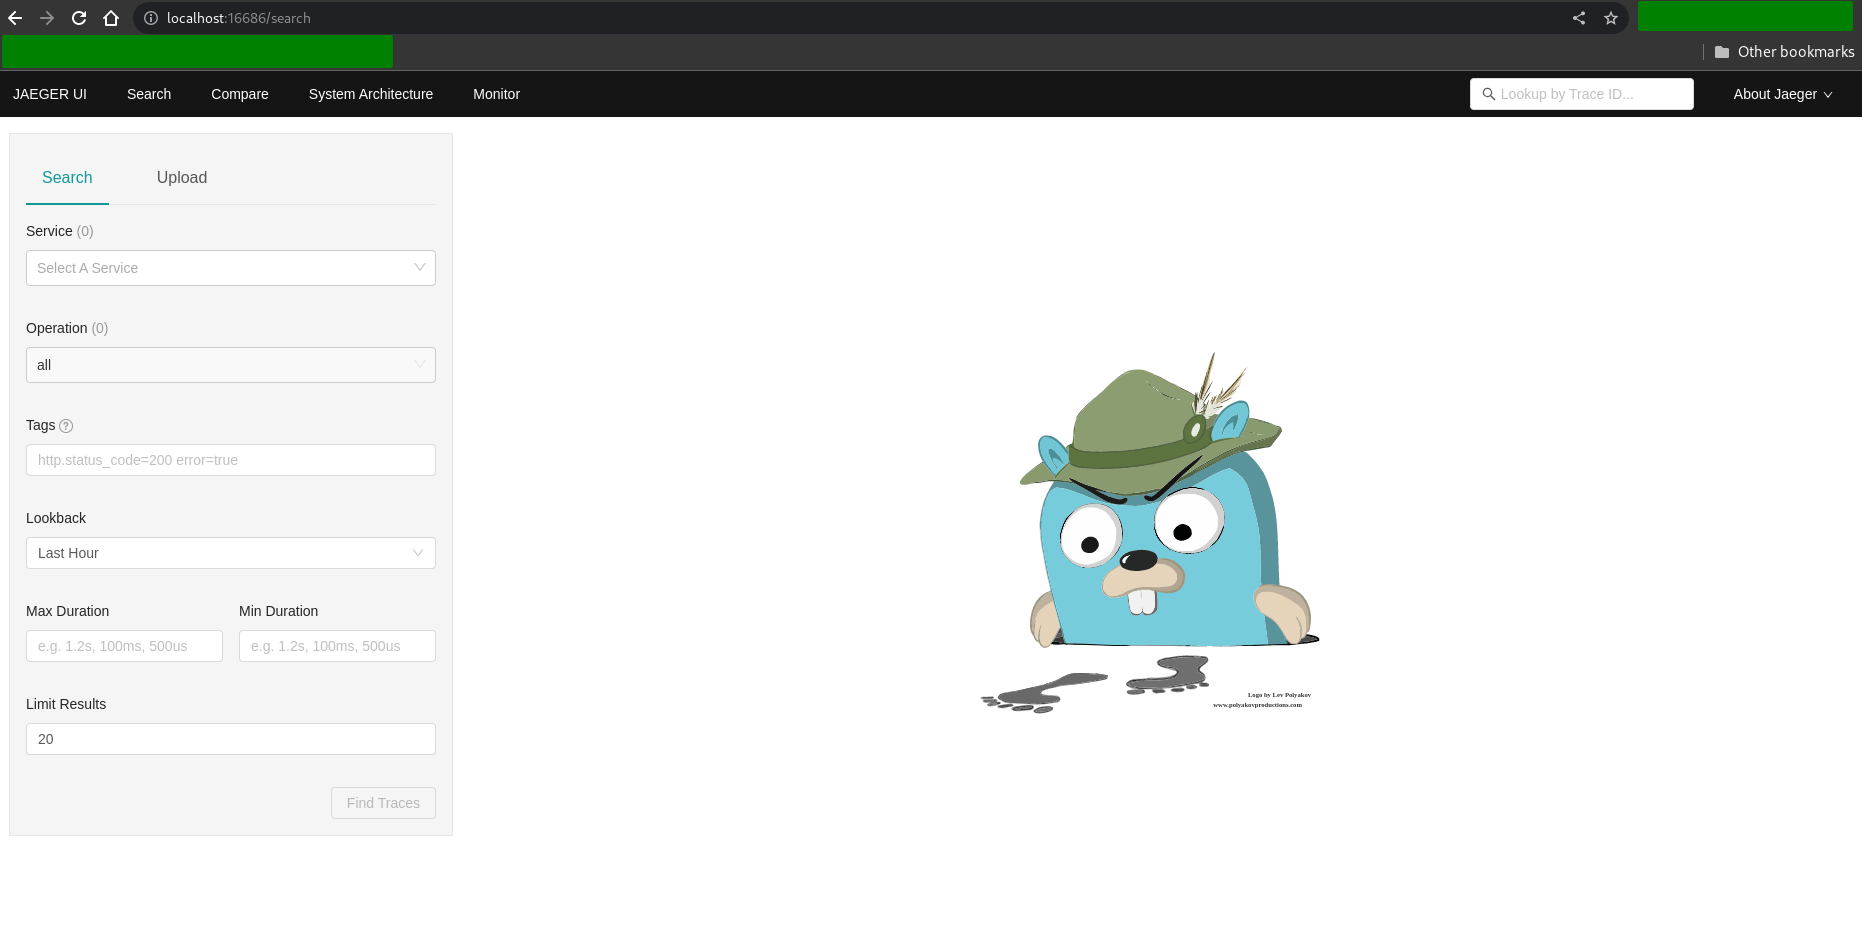 localhost:16686/search
Other bookmarks
JAEGER UI Search Compare System Architecture Monitor Lookup by Trace ID... About Jaeger
Search Upload
Service (0)
Select A Service
Operation (0)
all
Tags ?
http.status_code=200 error=true
Lookback
Last Hour
Max Duration Min Duration
e.g. 1.2s, 100ms, 500us e.g. 1.2s, 100ms, 500us
Limit Results
20
Find Traces
Logo by Lev Polyakov
www.polyakovproductions.com